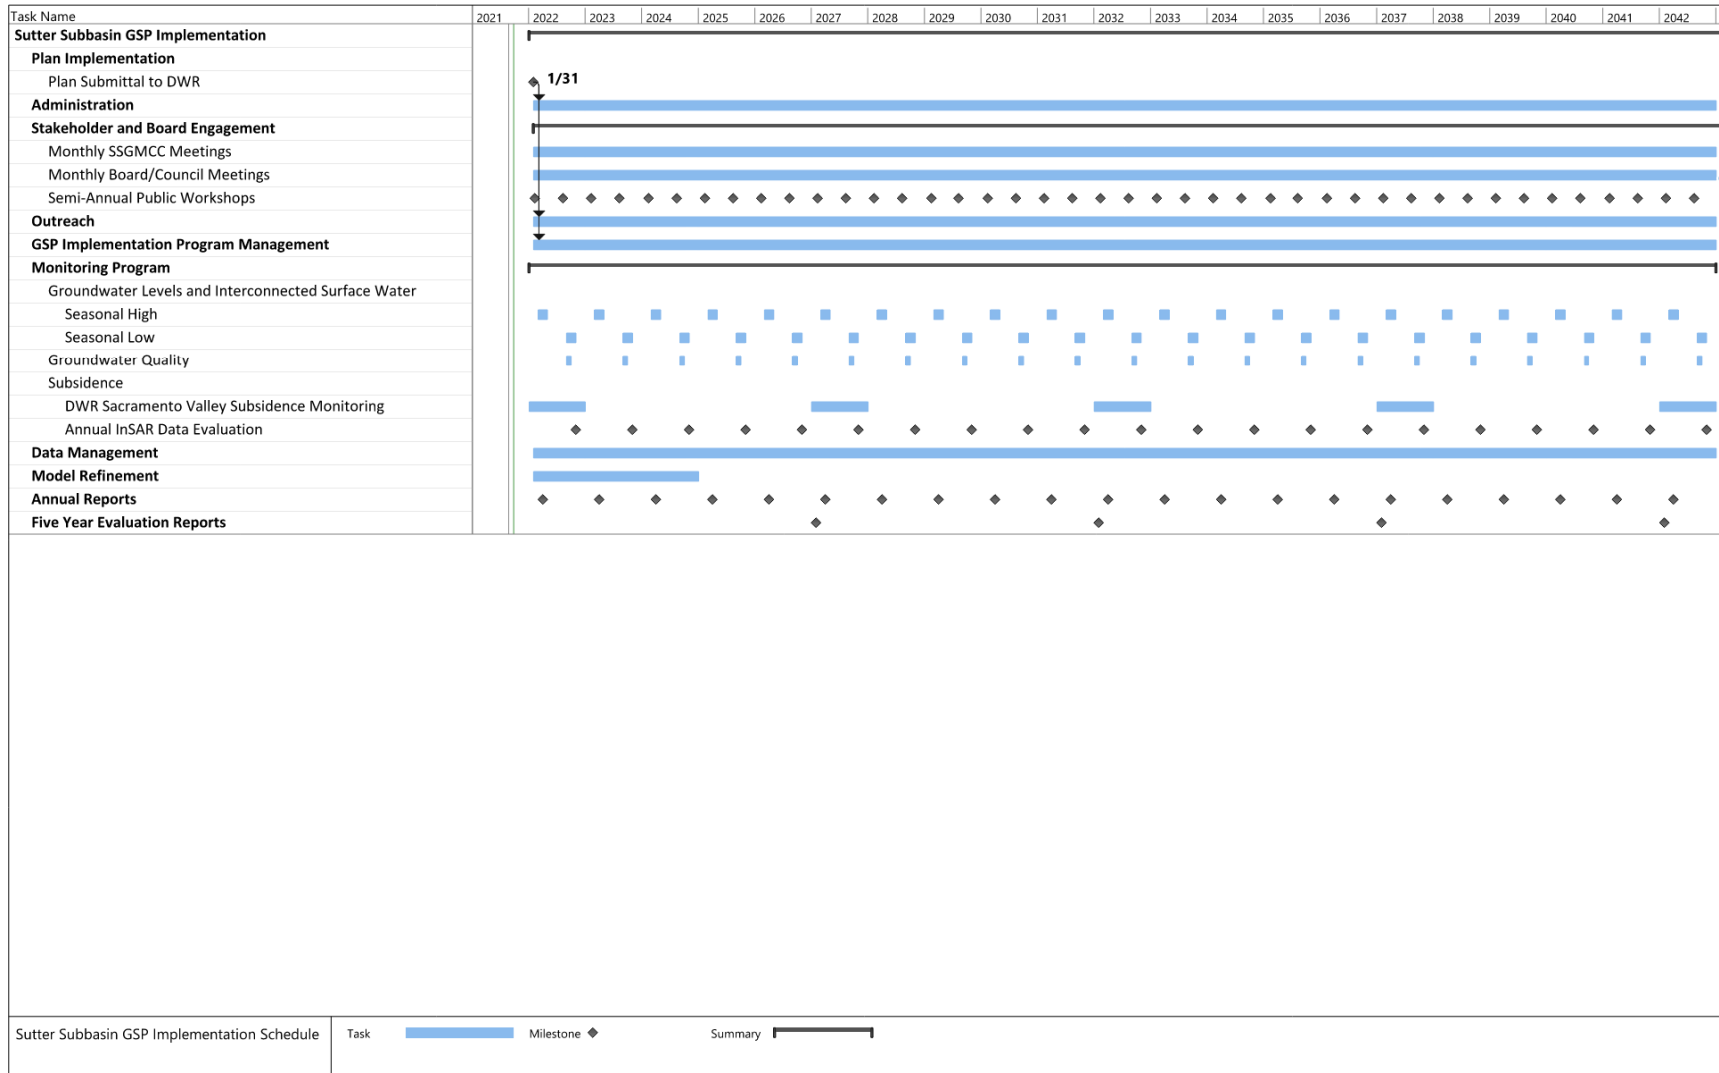 Task Name 2021 2022 2023 2024 2025 2026 2027 2028 2029 2030 2031 2032 2033 2034 2035 2036 2037 2038 2039 2040 2041 2042
Sutter Subbasin GSP Implementation
Plan Implementation
Plan Submittal to DWR 1/31
Administration
Stakeholder and Board Engagement
Monthly SSGMCC Meetings
Monthly Board/Council Meetings
Semi-Annual Public Workshops
Outreach
GSP Implementation Program Management
Monitoring Program
Groundwater Levels and Interconnected Surface Water
Seasonal High
Seasonal Low
Groundwater Quality
Subsidence
DWR Sacramento Valley Subsidence Monitoring
Annual InSAR Data Evaluation
Data Management
Model Refinement
Annual Reports
Five Year Evaluation Reports
Sutter Subbasin GSP Implementation Schedule Task Milestone Summary